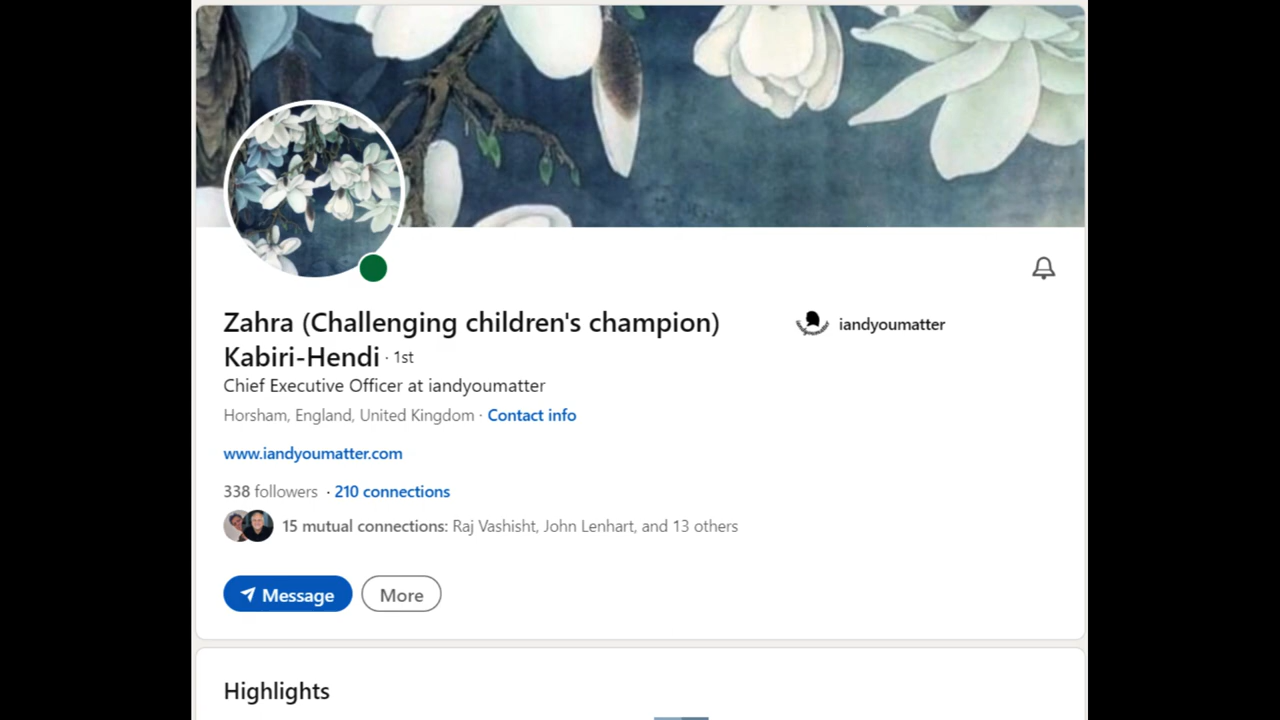 Zahra (Challenging children's champion)
Kabiri-Hendi · 1st
iandyoumatter
Chief Executive Officer at iandyoumatter
Horsham, England, United Kingdom · Contact info
www.iandyoumatter.com
338 followers · 210 connections
15 mutual connections: Raj Vashisht, John Lenhart, and 13 others
Message
More
Highlights